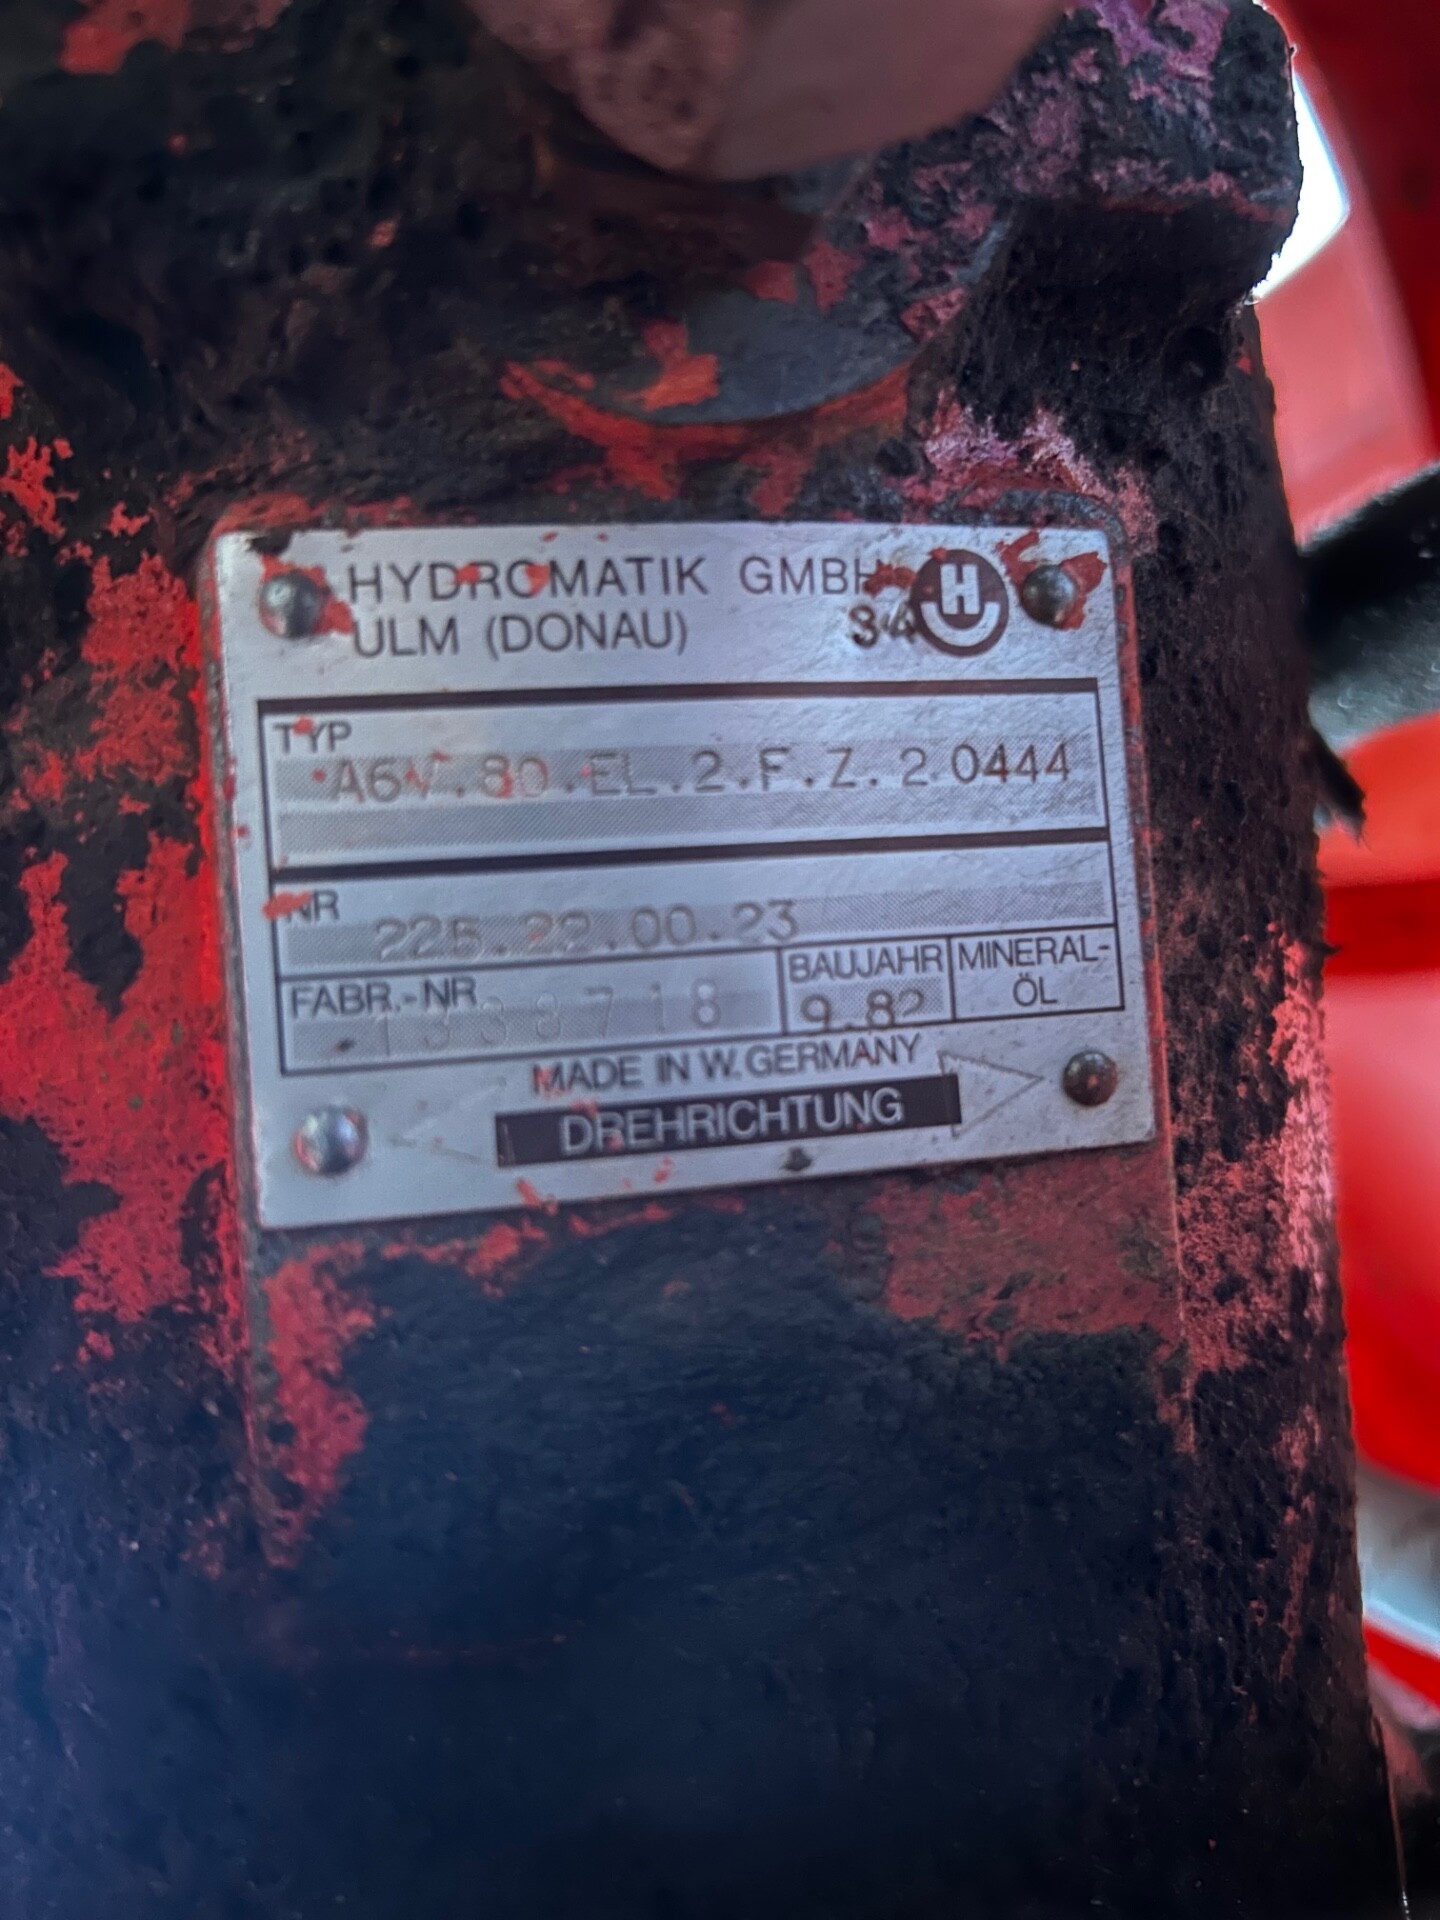 HYDROMATIK GMBH
ULM (DONAU) 34 H
TYP
A6V.80.EL.2.F.Z.2 0444
NR
225.22.00.23
FABR.-NR 1338718
BAUJAHR 9.82
MINERAL-
ÖL
MADE IN W. GERMANY
DREHRICHTUNG